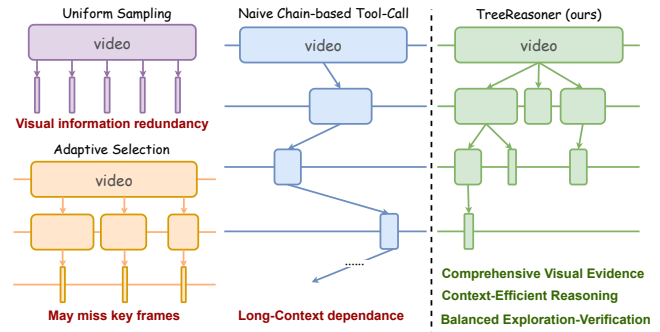 Uniform Sampling
video
Visual information redundancy
Adaptive Selection
video
May miss key frames
Naive Chain-based Tool-Call
video
......
Long-Context dependance
TreeReasoner (ours)
video
Comprehensive Visual Evidence
Context-Efficient Reasoning
Balanced Exploration-Verification